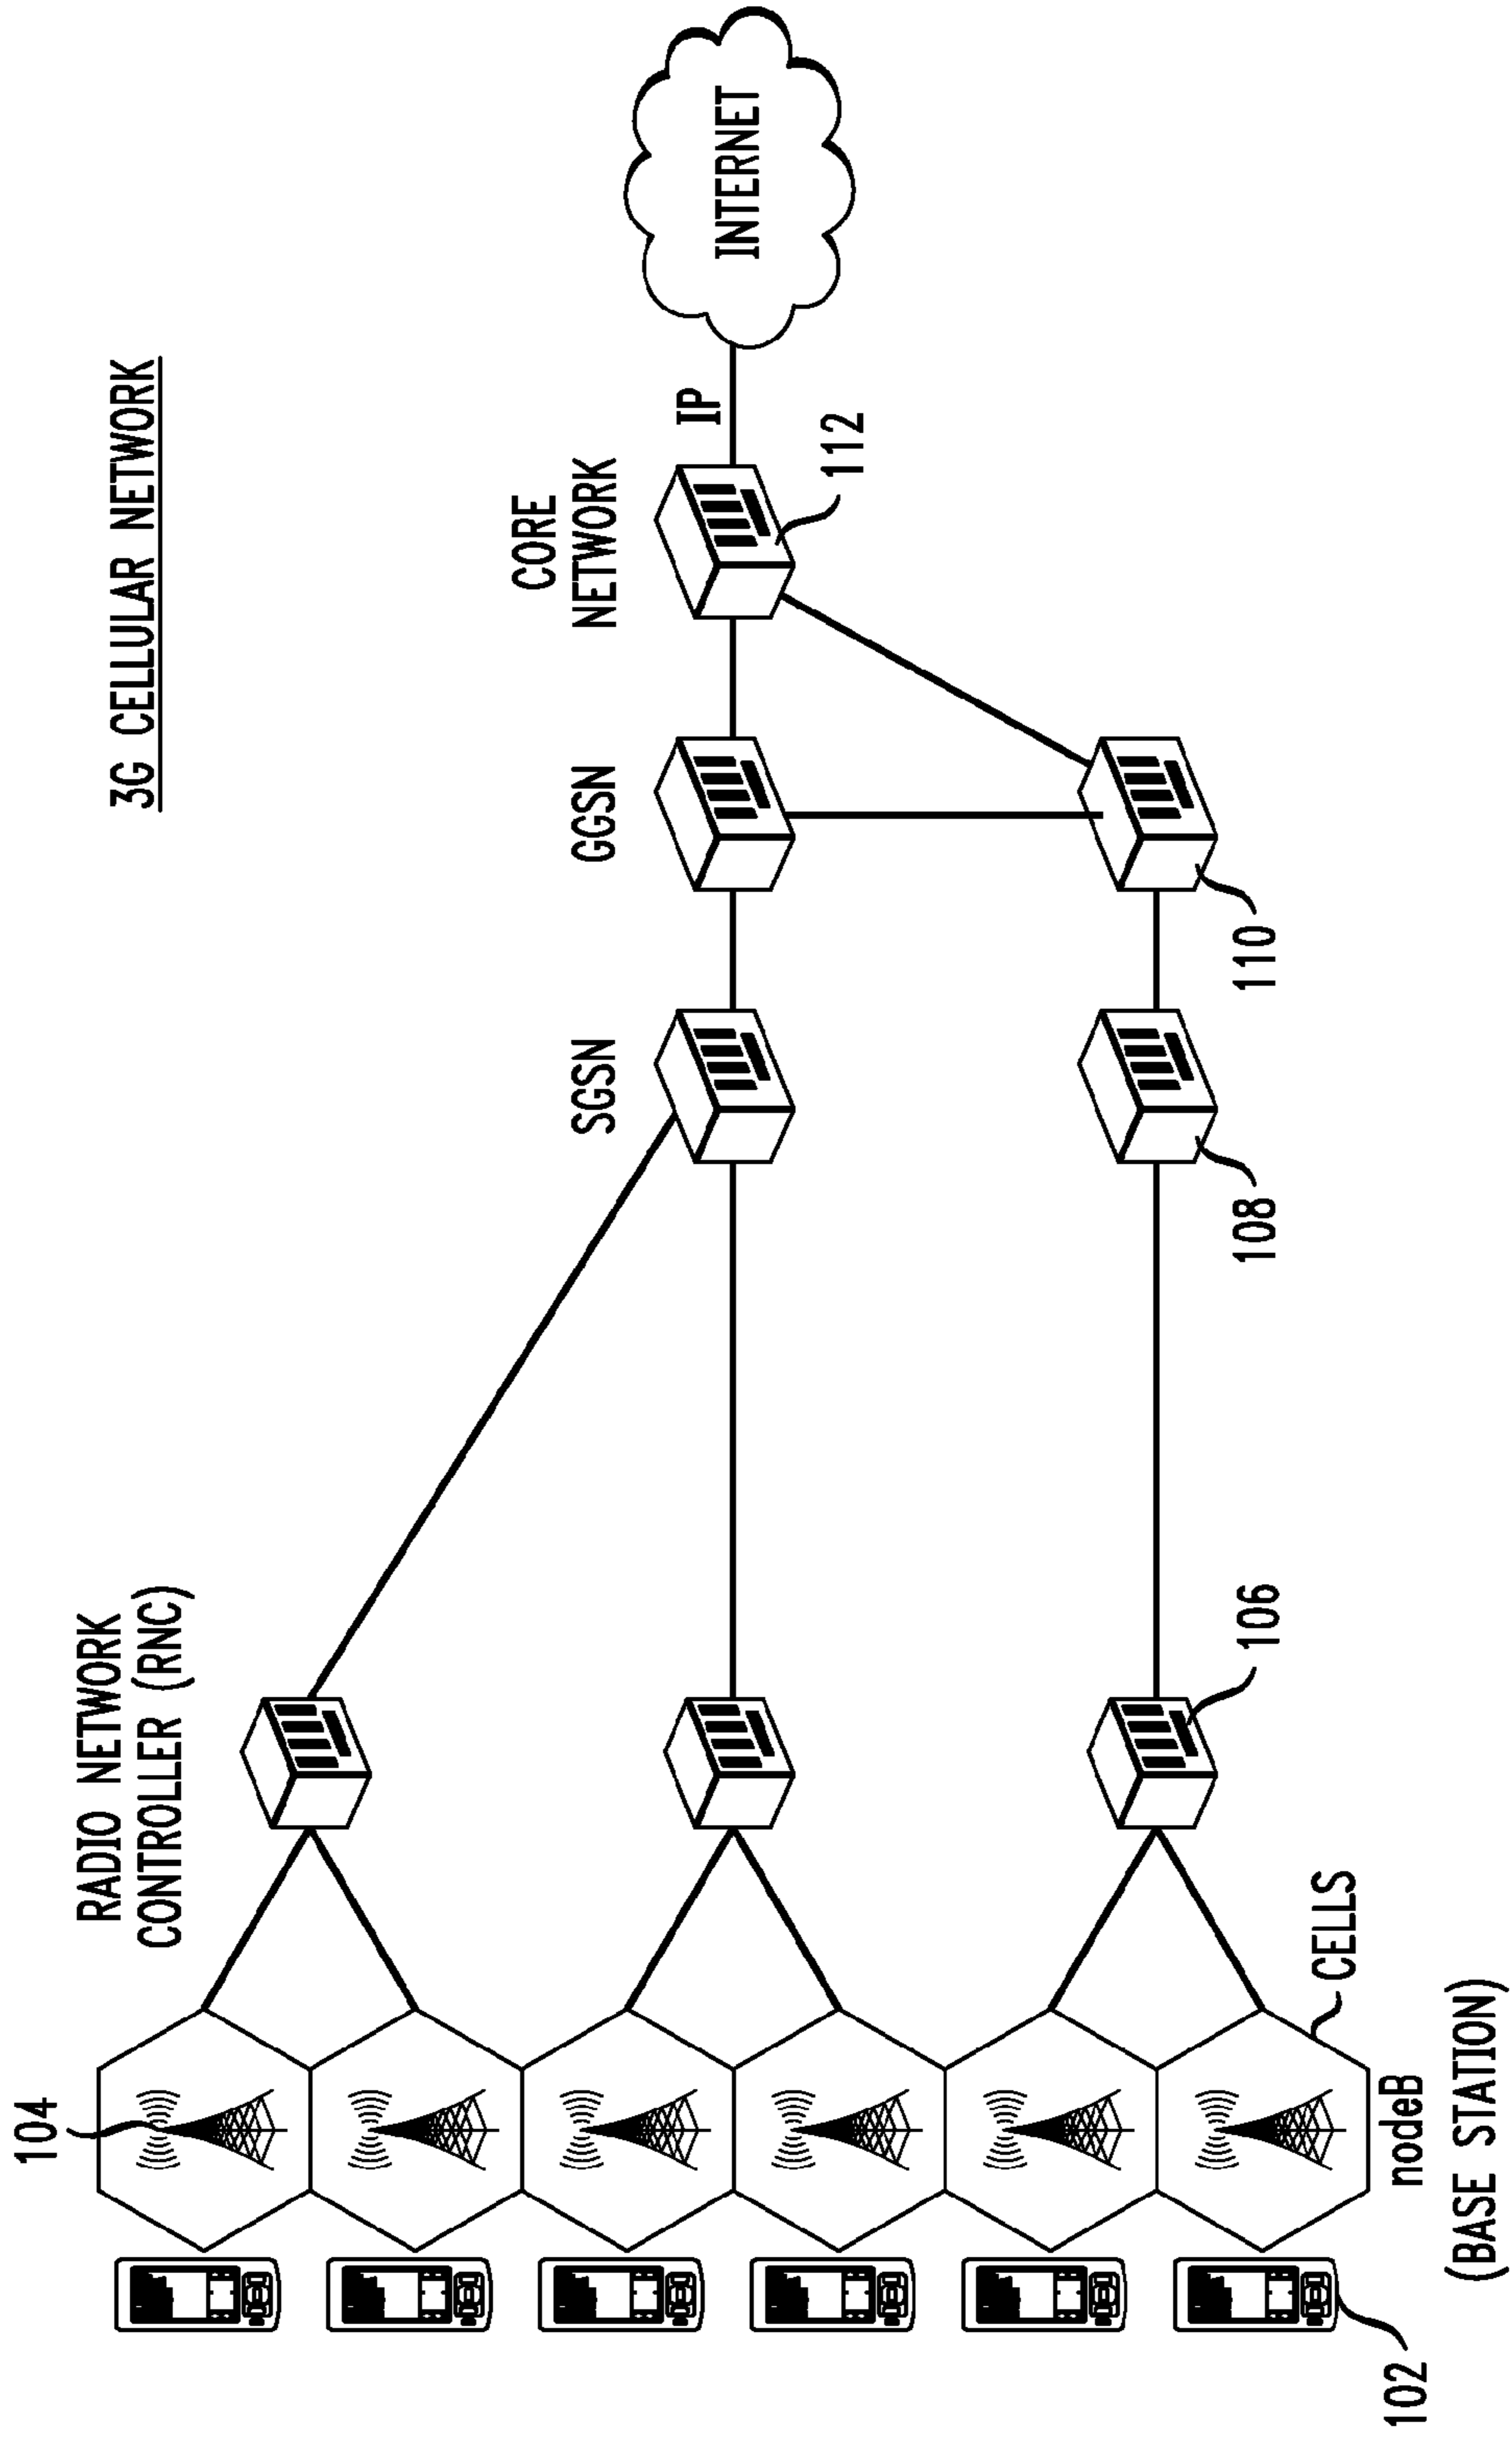 3G CELLULAR NETWORK
RADIO NETWORK
CONTROLLER (RNC)
104
SGSN
GGSN
CORE
NETWORK
IP
INTERNET
112
110
108
106
CELLS
nodeB
(BASE STATION)
102